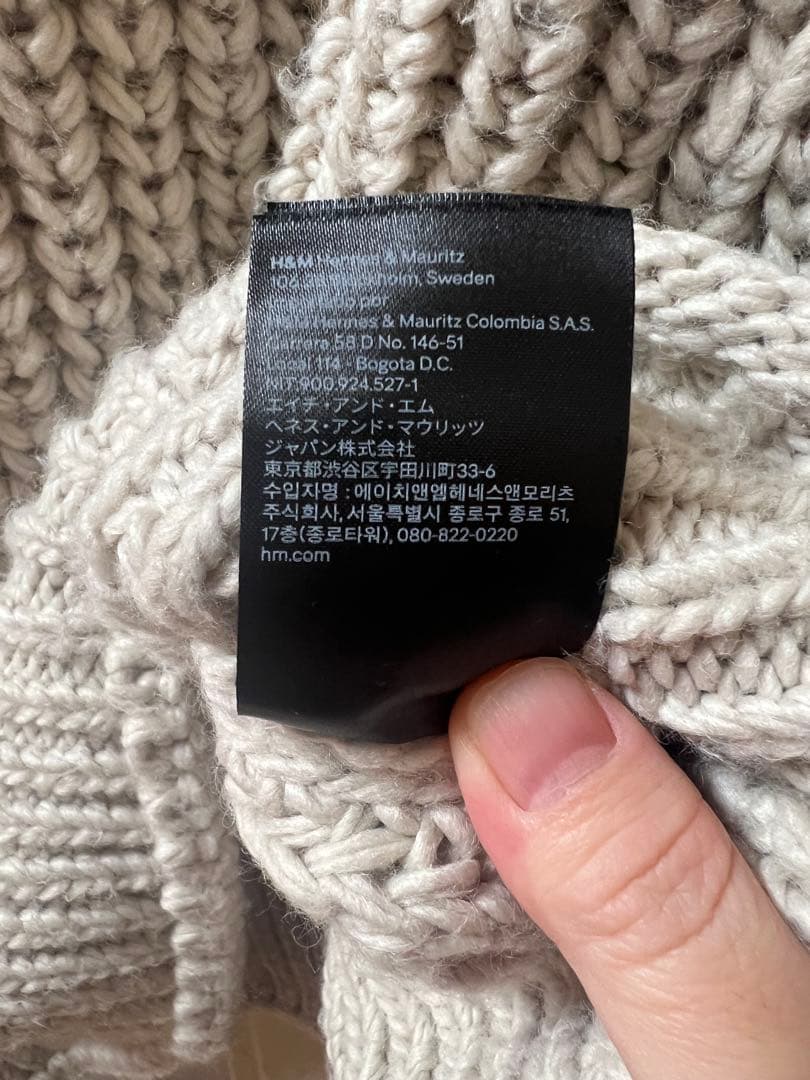 H&M Hennes & Mauritz
106 Stockholm, Sweden
por
Hennes & Mauritz Colombia S.A.S.
Carrera 58 D No. 146-51
Local 114 - Bogota D.C.
NIT.900.924.527-1
エイチ・アンド・エム
ヘネス・アンド・マウリッツ
ジャパン株式会社
東京都渋谷区宇田川町33-6
수입자명 : 에이치앤엠헤네스앤모리츠
주식회사, 서울특별시 종로구 종로 51,
17층(종로타워), 080-822-0220
hm.com